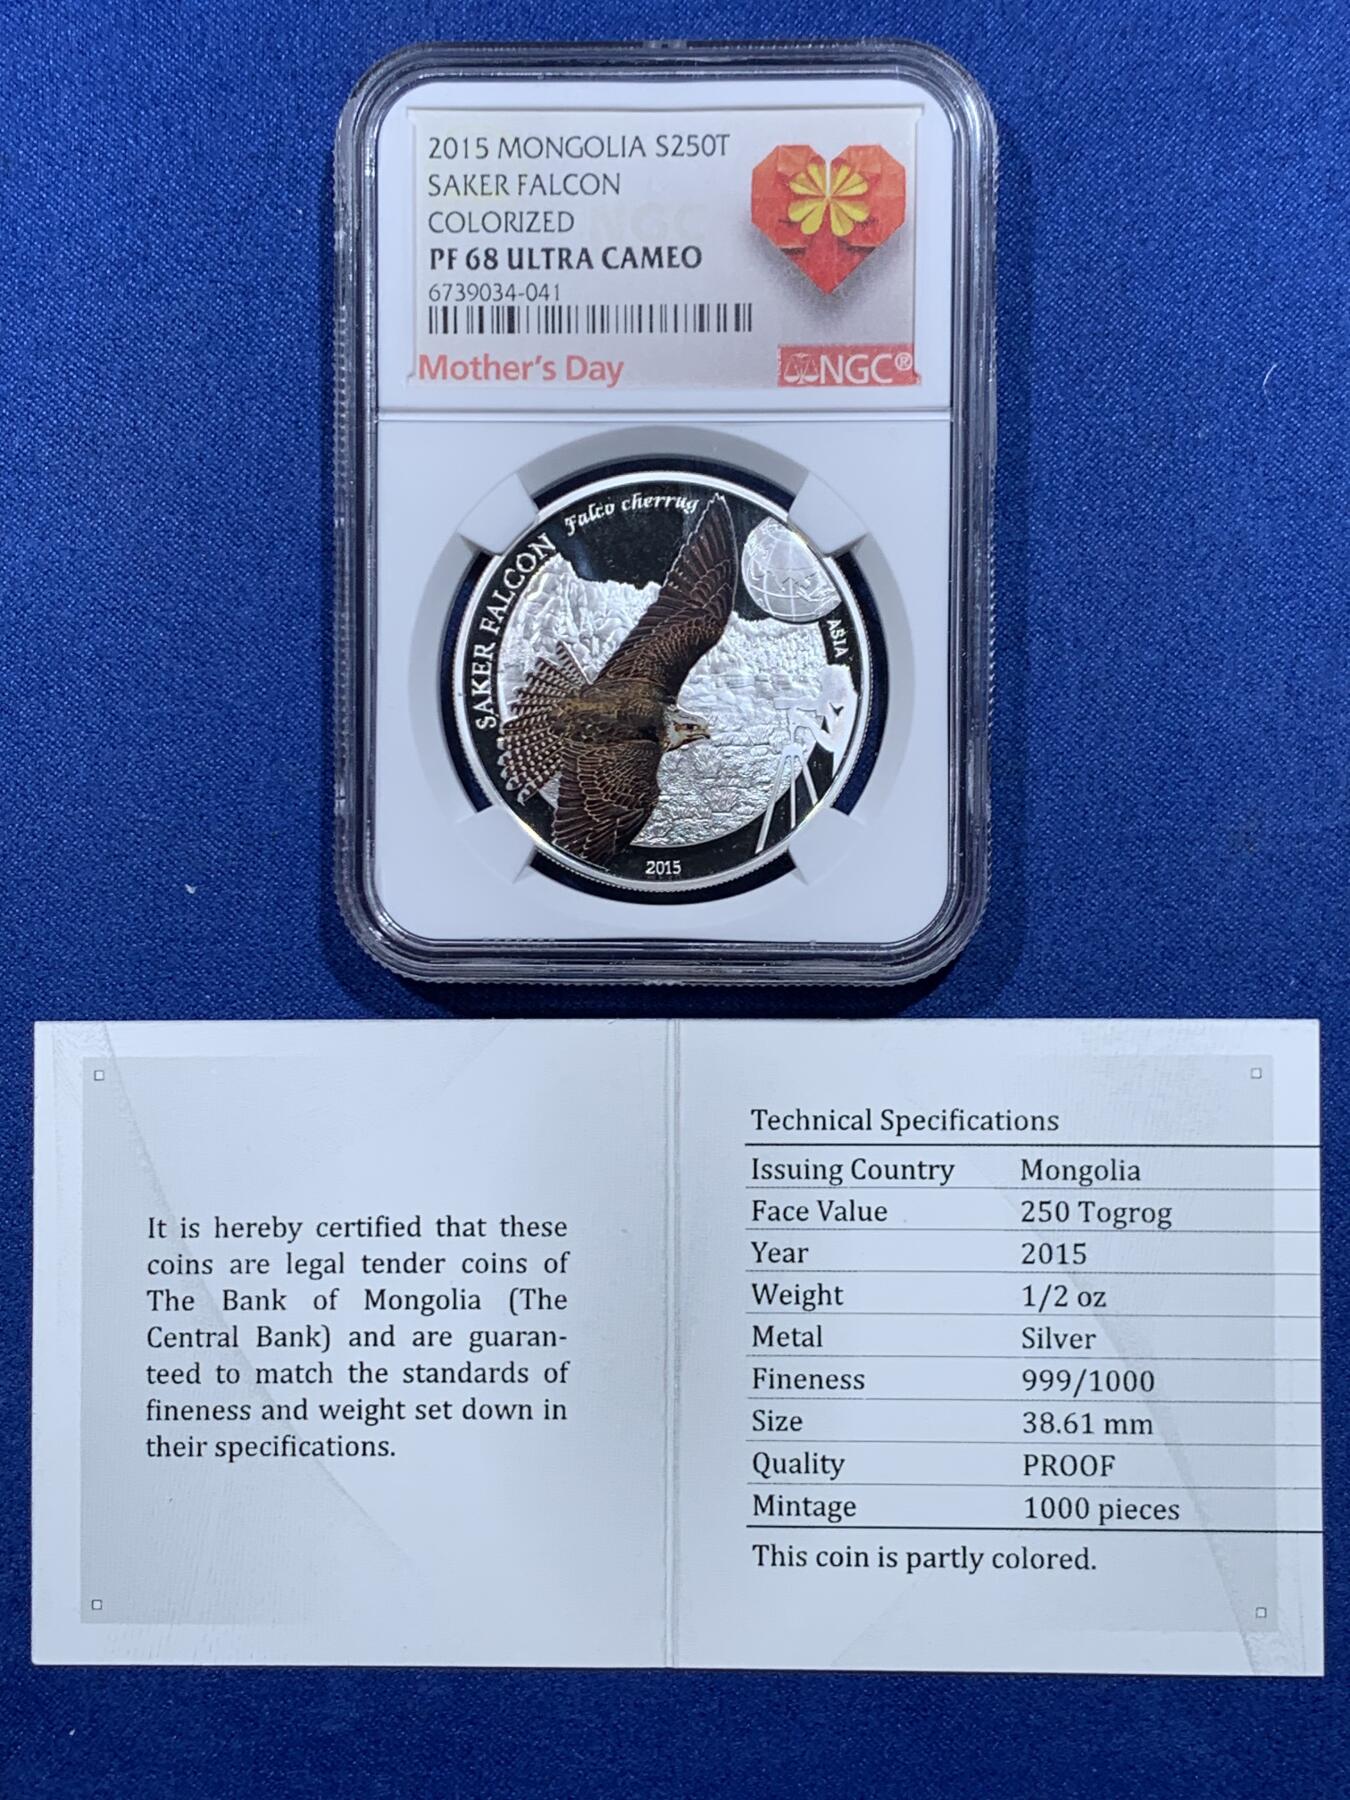 2015 MONGOLIA S250T
SAKER FALCON
COLORIZED
PF 68 ULTRA CAMEO
6739034-041
Mother's Day
NGC®
NGC
SAKER FALCON
Falco cherrug
ASIA
2015
It is hereby certified that these
coins are legal tender coins of
The Bank of Mongolia (The
Central Bank) and are guaran-
teed to match the standards of
fineness and weight set down in
their specifications.
Technical Specifications
Issuing Country Mongolia
Face Value 250 Togrog
Year 2015
Weight 1/2 oz
Metal Silver
Fineness 999/1000
Size 38.61 mm
Quality PROOF
Mintage 1000 pieces
This coin is partly colored.